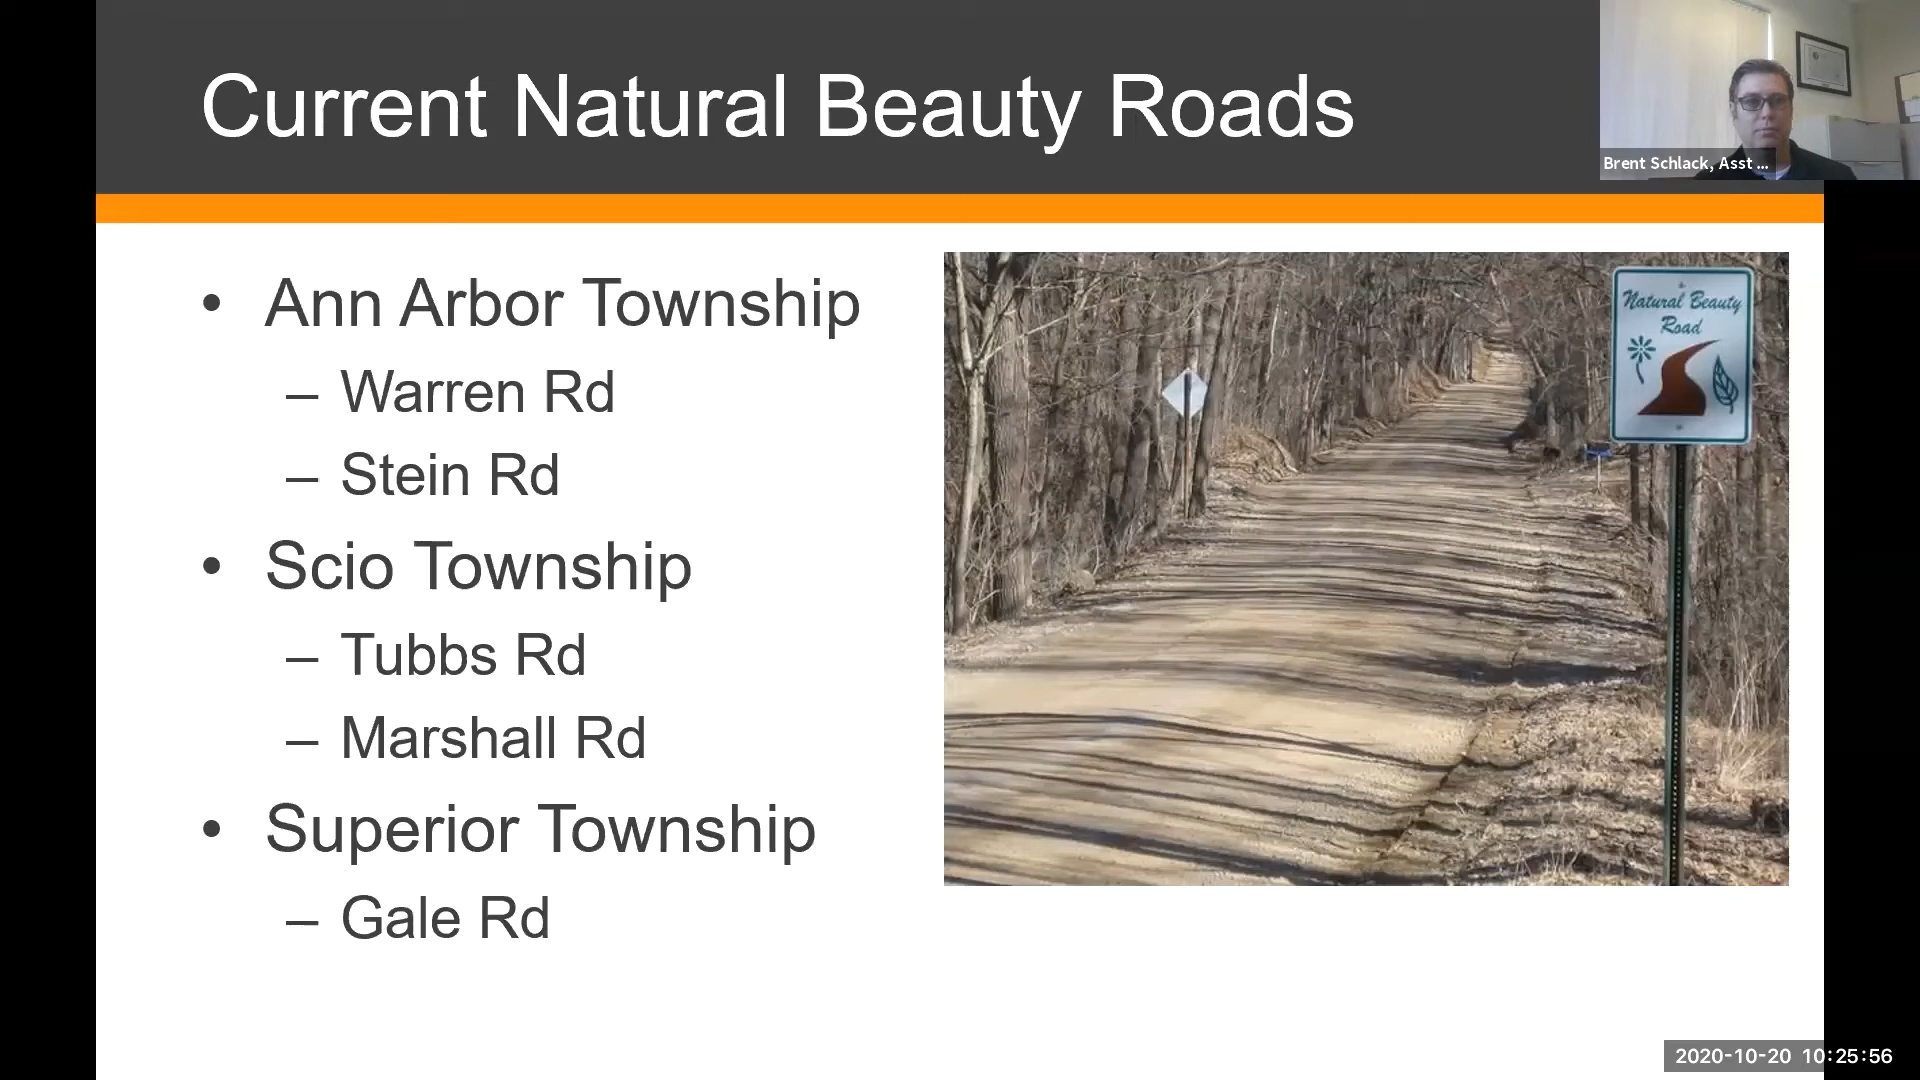 Current Natural Beauty Roads
Brent Schlack, Asst ...
• Ann Arbor Township
– Warren Rd
– Stein Rd
• Scio Township
– Tubbs Rd
– Marshall Rd
• Superior Township
– Gale Rd
Natural Beauty
Road
2020-10-20 10:25:56